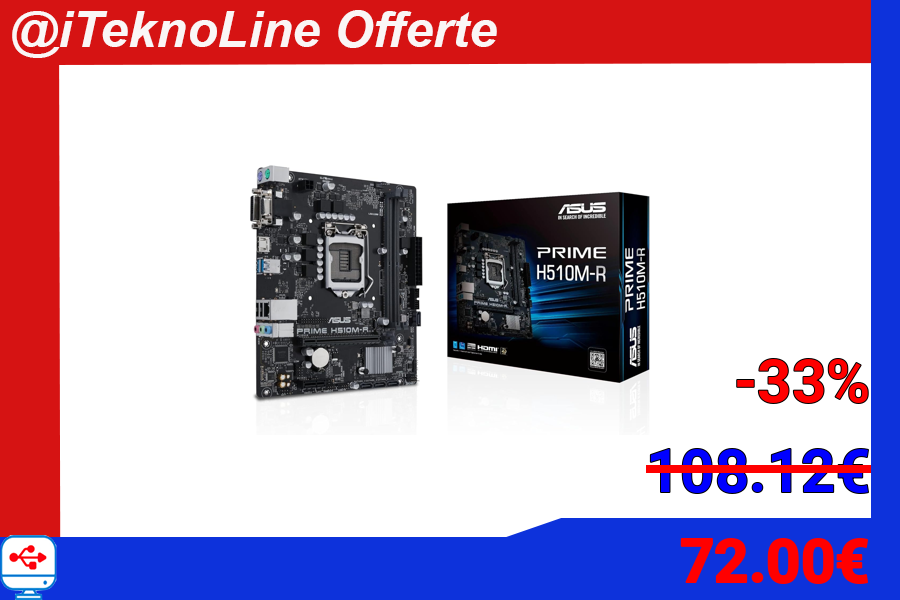 @iTeknoLine Offerte
ASUS
PRIME H510M-R
ASUS
IN SEARCH OF INCREDIBLE
PRIME
H510M-R
HDMI
PRIME
H510M-R
ASUS
-33%
108.12€
72.00€